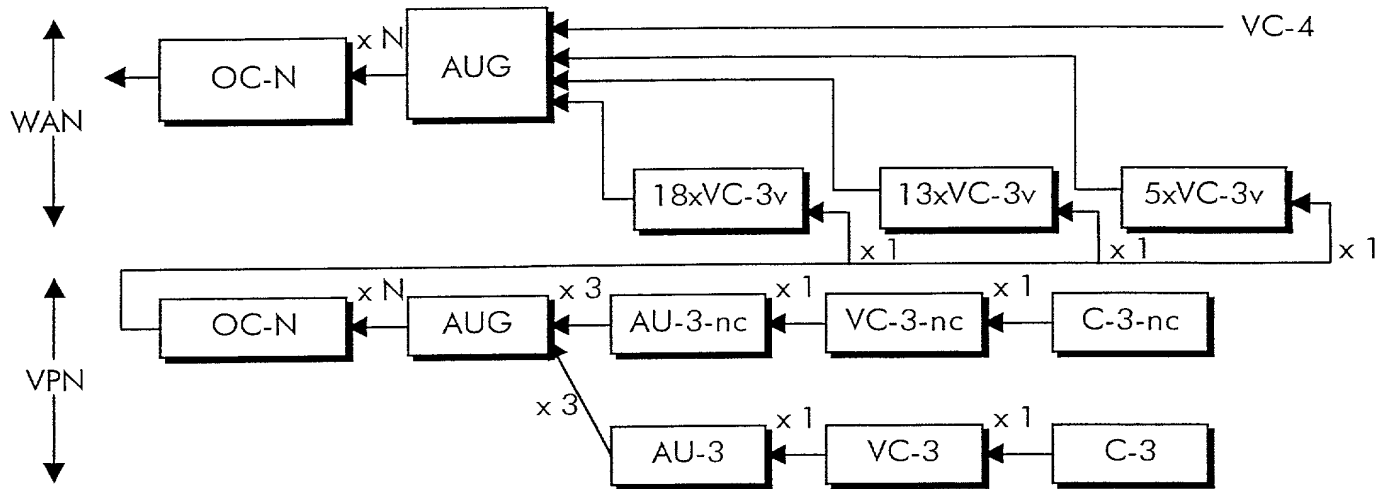 VC-4
x N
OC-N
AUG
WAN
18xVC-3v
13xVC-3v
5xVC-3v
x 1
x 1
x 1
x N
x 3
x 1
x 1
OC-N
AUG
AU-3-nc
VC-3-nc
C-3-nc
VPN
x 3
x 1
x 1
AU-3
VC-3
C-3